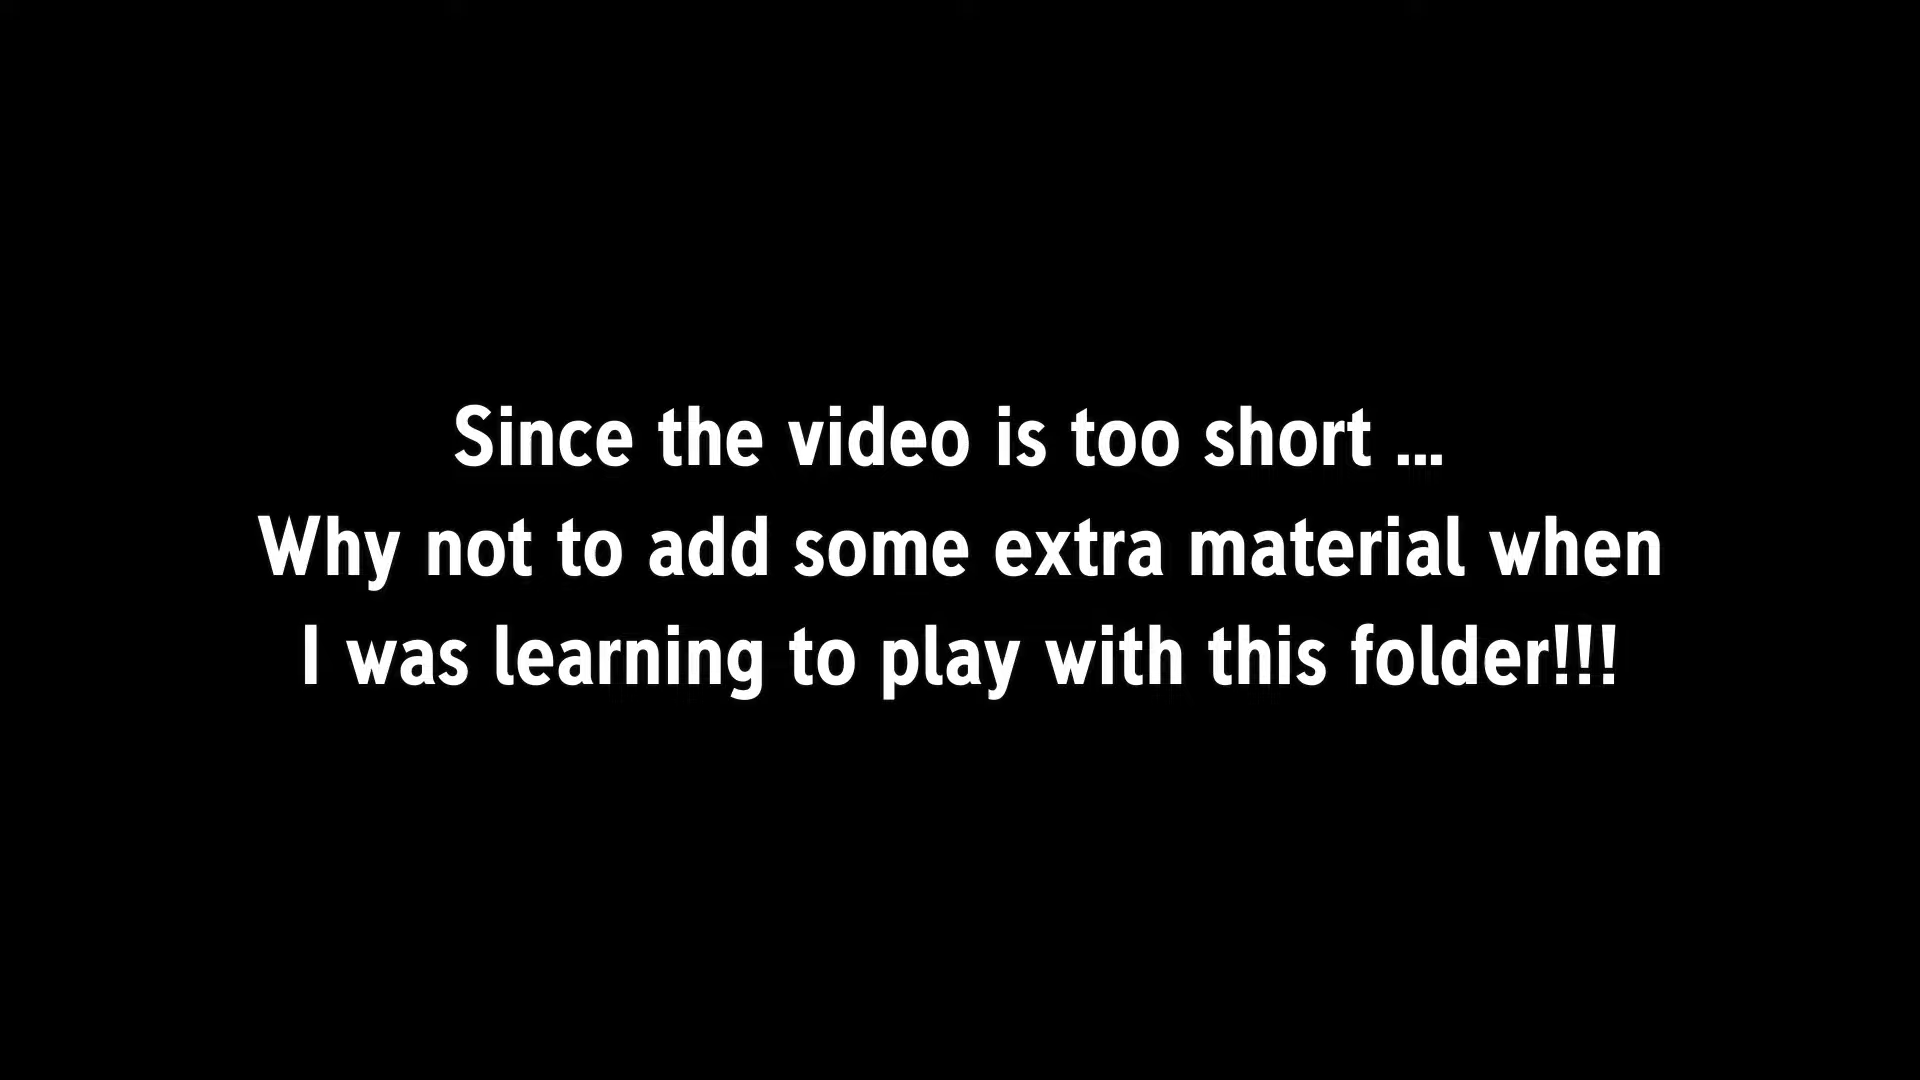 Since the video is too short ...
Why not to add some extra material when
I was learning to play with this folder!!!